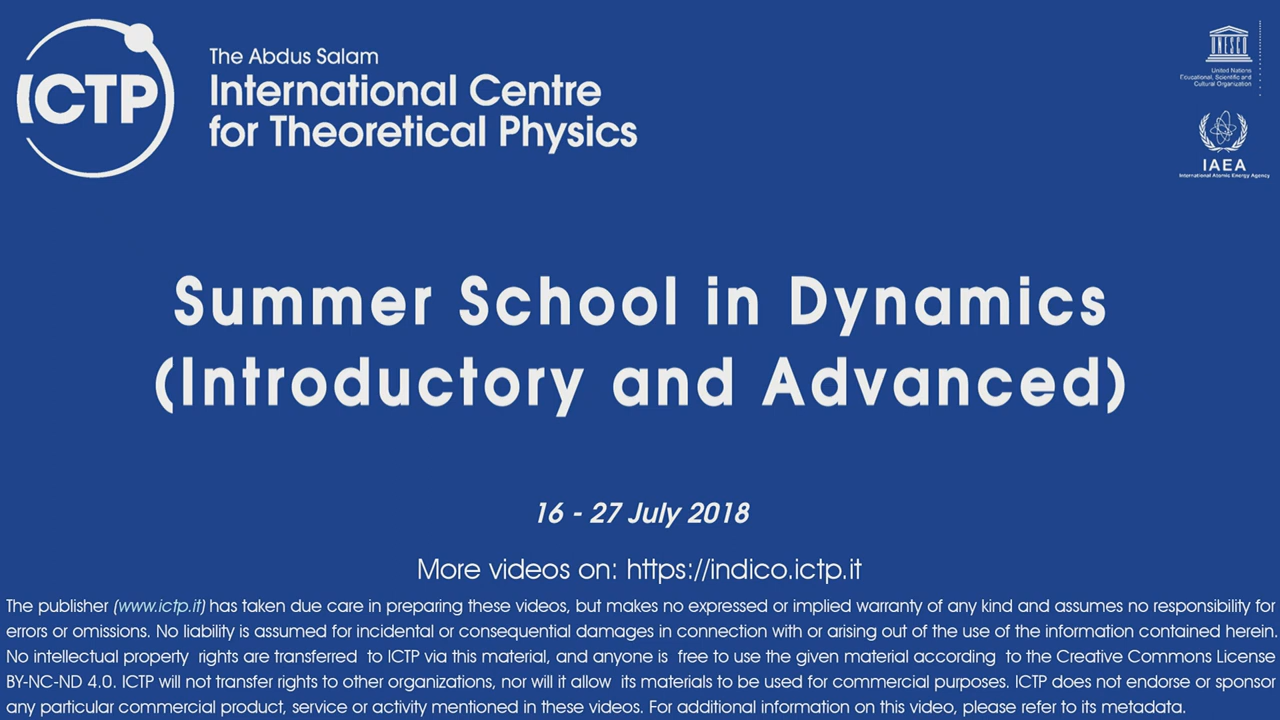 ICTP
The Abdus Salam
International Centre
for Theoretical Physics
UNESCO
United Nations
Educational, Scientific and
Cultural Organization
IAEA
International Atomic Energy Agency
Summer School in Dynamics
(Introductory and Advanced)
16 - 27 July 2018
More videos on: https://indico.ictp.it
The publisher (www.ictp.it) has taken due care in preparing these videos, but makes no expressed or implied warranty of any kind and assumes no responsibility for
errors or omissions. No liability is assumed for incidental or consequential damages in connection with or arising out of the use of the information contained herein.
No intellectual property rights are transferred to ICTP via this material, and anyone is free to use the given material according to the Creative Commons License
BY-NC-ND 4.0. ICTP will not transfer rights to other organizations, nor will it allow its materials to be used for commercial purposes. ICTP does not endorse or sponsor
any particular commercial product, service or activity mentioned in these videos. For additional information on this video, please refer to its metadata.